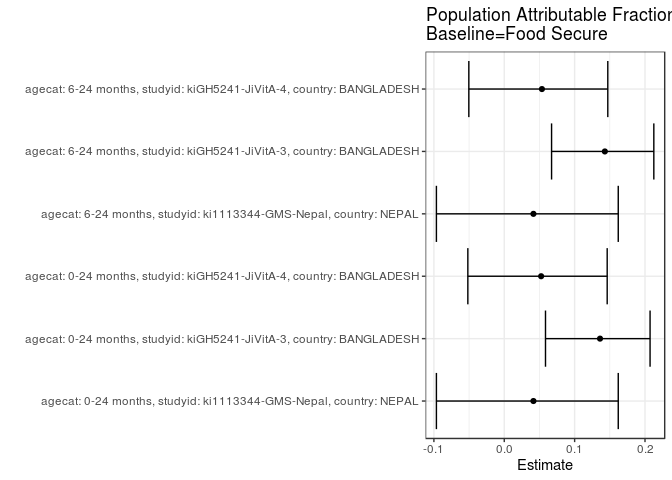 Population Attributable Fraction
Baseline=Food Secure
agecat: 6-24 months, studyid: kiGH5241-JiVitA-4, country: BANGLADESH
agecat: 6-24 months, studyid: kiGH5241-JiVitA-3, country: BANGLADESH
agecat: 6-24 months, studyid: ki1113344-GMS-Nepal, country: NEPAL
agecat: 0-24 months, studyid: kiGH5241-JiVitA-4, country: BANGLADESH
agecat: 0-24 months, studyid: kiGH5241-JiVitA-3, country: BANGLADESH
agecat: 0-24 months, studyid: ki1113344-GMS-Nepal, country: NEPAL
-0.1 0.0 0.1 0.2
Estimate